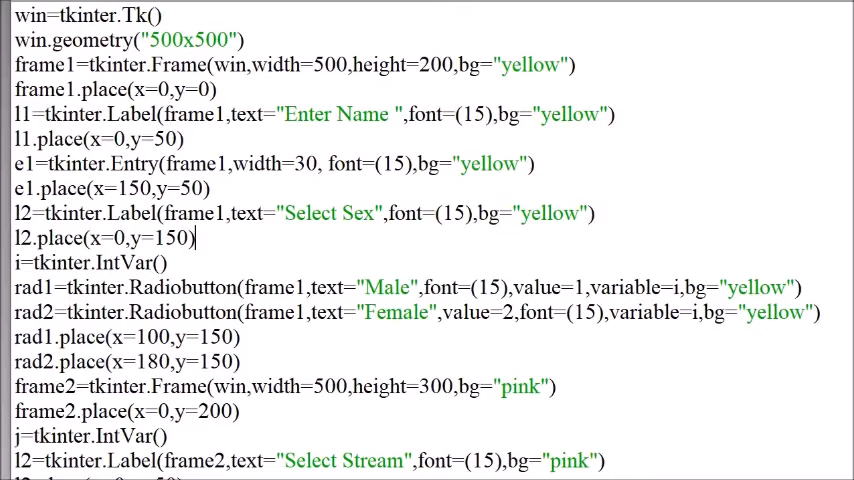 win=tkinter.Tk()
win.geometry("500x500")
frame1=tkinter.Frame(win,width=500,height=200,bg="yellow")
frame1.place(x=0,y=0)
l1=tkinter.Label(frame1,text="Enter Name ",font=(15),bg="yellow")
l1.place(x=0,y=50)
e1=tkinter.Entry(frame1,width=30, font=(15),bg="yellow")
e1.place(x=150,y=50)
l2=tkinter.Label(frame1,text="Select Sex",font=(15),bg="yellow")
l2.place(x=0,y=150)
i=tkinter.IntVar()
rad1=tkinter.Radiobutton(frame1,text="Male",font=(15),value=1,variable=i,bg="yellow")
rad2=tkinter.Radiobutton(frame1,text="Female",value=2,font=(15),variable=i,bg="yellow")
rad1.place(x=100,y=150)
rad2.place(x=180,y=150)
frame2=tkinter.Frame(win,width=500,height=300,bg="pink")
frame2.place(x=0,y=200)
j=tkinter.IntVar()
l2=tkinter.Label(frame2,text="Select Stream",font=(15),bg="pink")